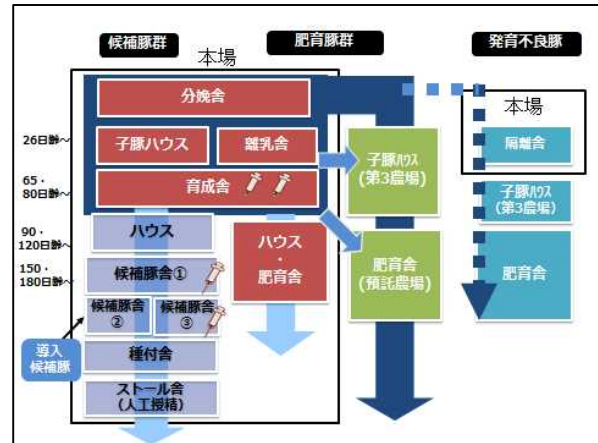 候補豚群
肥育豚群
発育不良豚
本場
本場
分娩舎
26日齢~
子豚ハウス
離乳舎
子豚ハウス
(第3農場)
隔離舎
65・
80日齢~
育成舎
子豚ハウス
(第3農場)
90・
120日齢~
ハウス
ハウス
・
肥育舎
肥育舎
(預託農場)
肥育舎
150・
180日齢~
候補豚舎①
候補豚舎
②
候補豚舎
③
導入
候補豚
種付舎
ストール舎
(人工授精)